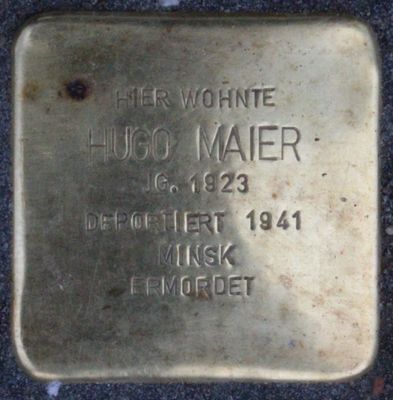 HIER WOHNTE
HUGO MAIER
JG. 1923
DEPORTIERT 1941
MINSK
ERMORDET